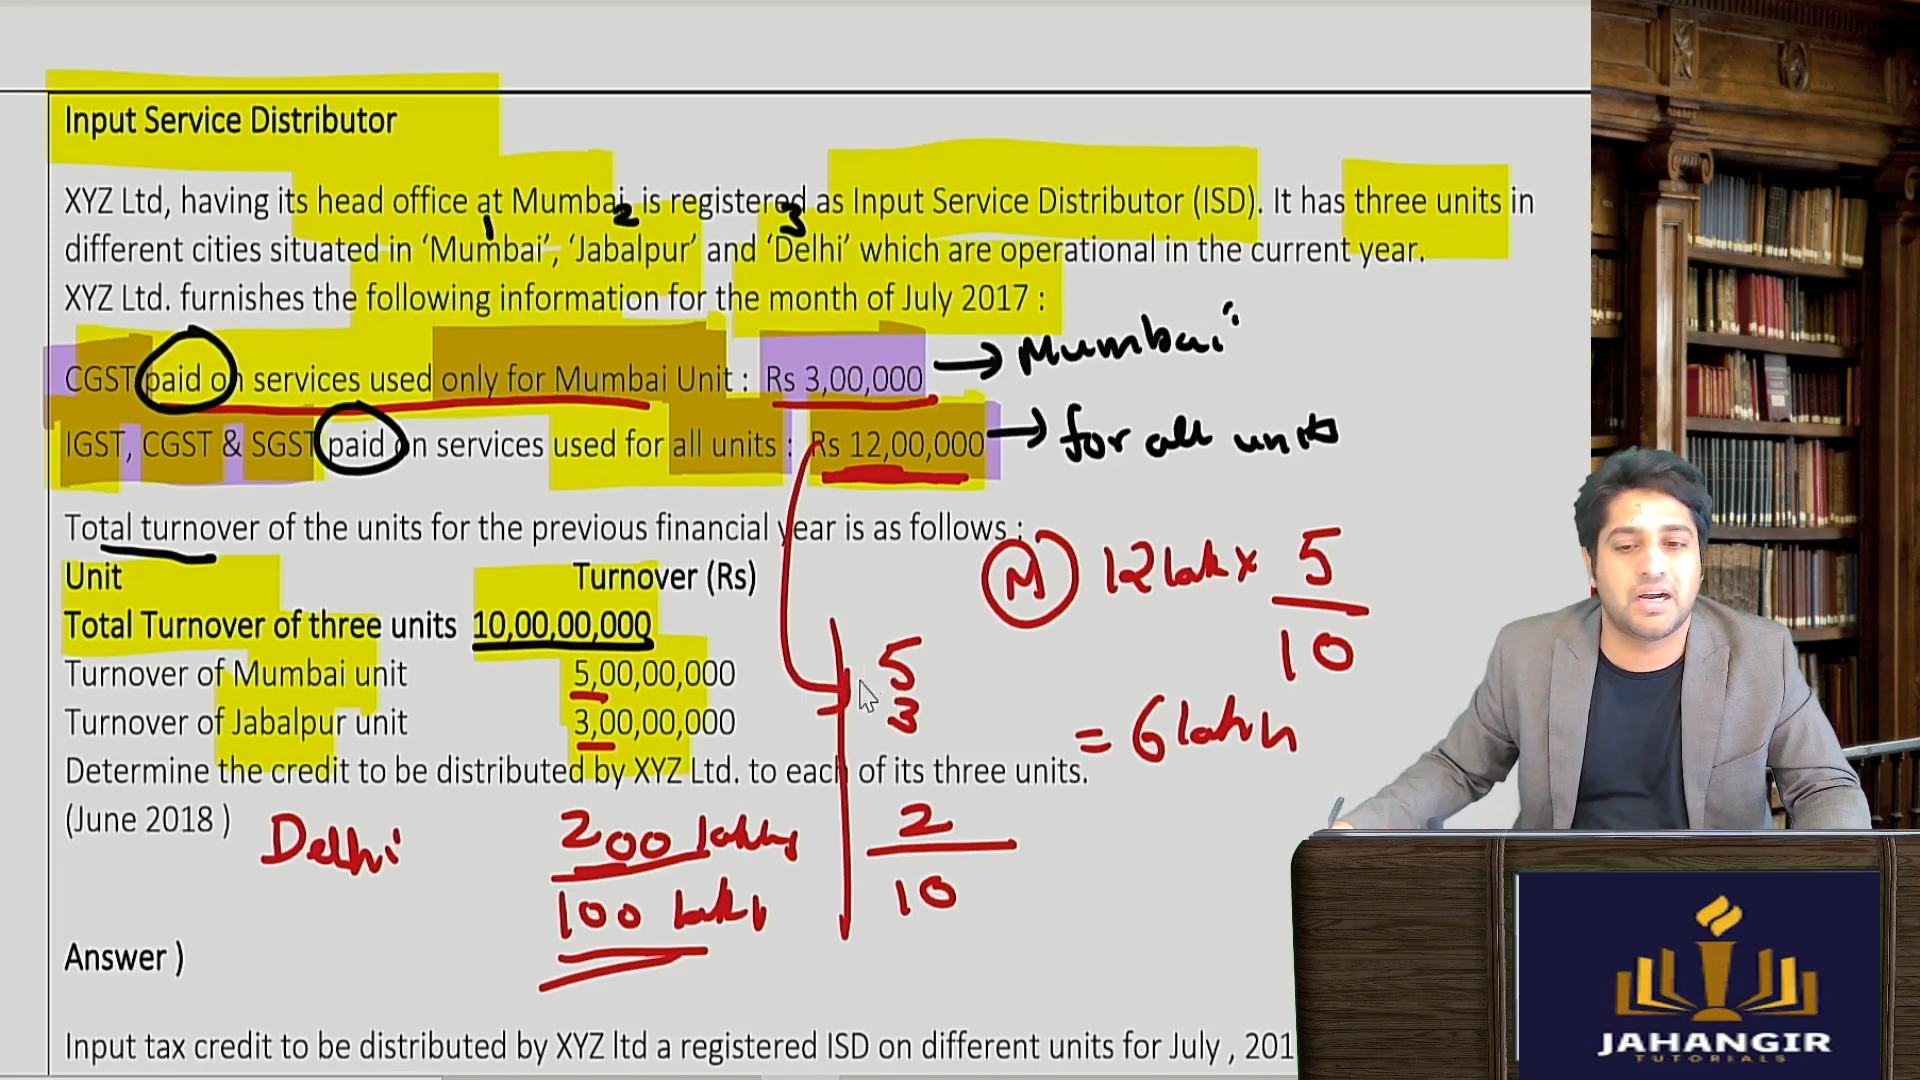 Input Service Distributor
XYZ Ltd, having its head office at Mumbai, is registered as Input Service Distributor (ISD). It has three units in
1 2 3
different cities situated in ‘Mumbai’, ‘Jabalpur’ and ‘Delhi’ which are operational in the current year.
XYZ Ltd. furnishes the following information for the month of July 2017 :
CGST paid on services used only for Mumbai Unit : Rs 3,00,000 → Mumbai
IGST, CGST & SGST paid on services used for all units : Rs 12,00,000 → for all units
Total turnover of the units for the previous financial year is as follows :
Unit Turnover (Rs)
Total Turnover of three units 10,00,00,000
Turnover of Mumbai unit 5,00,00,000 5
Turnover of Jabalpur unit 3,00,00,000 3
M 12 lakh x 5
10
= 6 lakh
Determine the credit to be distributed by XYZ Ltd. to each of its three units.
(June 2018 )
Delhi 200 lakhs 2
100 lakhs 10
Answer )
Input tax credit to be distributed by XYZ ltd a registered ISD on different units for July , 201
JAHANGIR
TUTORIALS